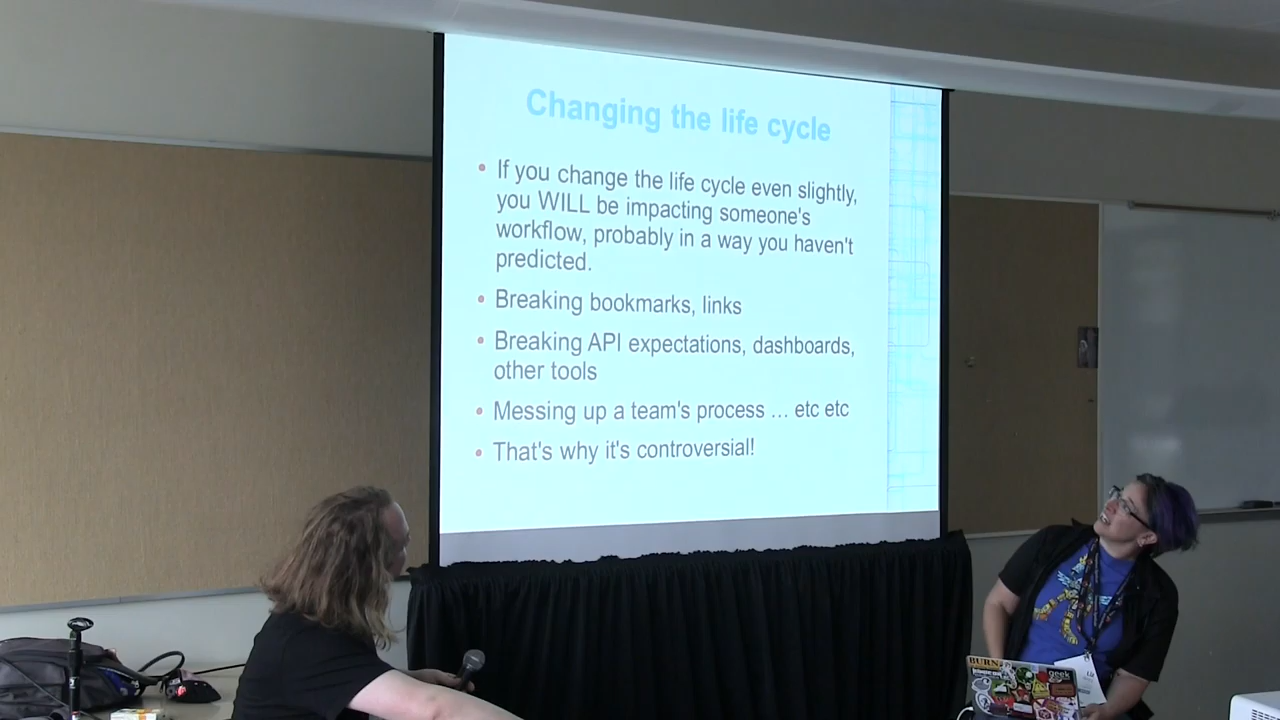 Changing the life cycle
• If you change the life cycle even slightly,
you WILL be impacting someone's
workflow, probably in a way you haven't
predicted.
• Breaking bookmarks, links
• Breaking API expectations, dashboards,
other tools
• Messing up a team's process ... etc etc
• That's why it's controversial!
BURN
geek